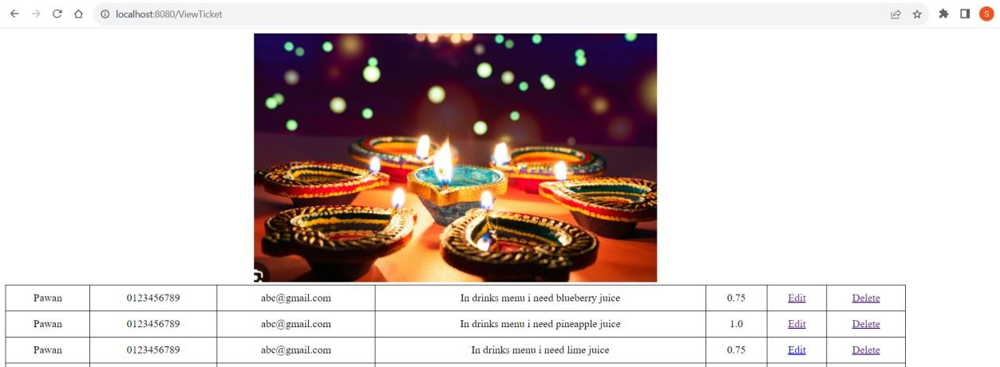 localhost:8080/ViewTicket
S
Pawan 0123456789 abc@gmail.com In drinks menu i need blueberry juice 0.75 Edit Delete
Pawan 0123456789 abc@gmail.com In drinks menu i need pineapple juice 1.0 Edit Delete
Pawan 0123456789 abc@gmail.com In drinks menu i need lime juice 0.75 Edit Delete